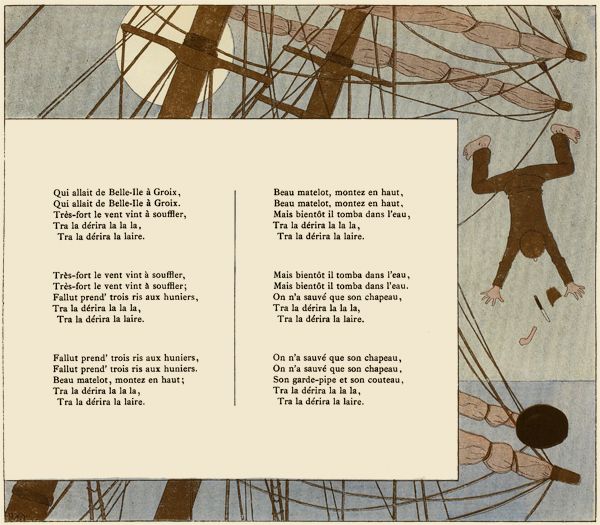 Qui allait de Belle-Ile à Groix,
Qui allait de Belle-Ile à Groix.
Très-fort le vent vint à souffler,
Tra la dérira la la la,
Tra la dérira la laire.
Très-fort le vent vint à souffler,
Très-fort le vent vint à souffler;
Fallut prend' trois ris aux huniers,
Tra la dérira la la la,
Tra la dérira la laire.
Fallut prend' trois ris aux huniers,
Fallut prend' trois ris aux huniers.
Beau matelot, montez en haut;
Tra la dérira la la la,
Tra la dérira la laire.
Beau matelot, montez en haut,
Beau matelot, montez en haut,
Mais bientôt il tomba dans l'eau,
Tra la dérira la la la,
Tra la dérira la laire.
Mais bientôt il tomba dans l'eau,
Mais bientôt il tomba dans l'eau.
On n'a sauvé que son chapeau,
Tra la dérira la la la,
Tra la dérira la laire.
On n'a sauvé que son chapeau,
On n'a sauvé que son chapeau,
Son garde-pipe et son couteau,
Tra la dérira la la la,
Tra la dérira la laire.